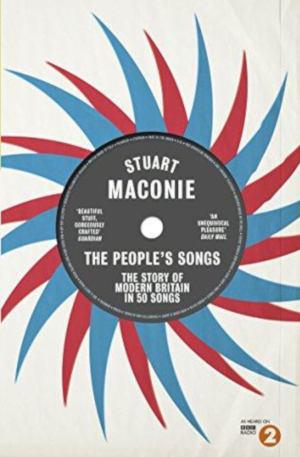 STUART
MACONIE
'BEAUTIFUL
STUFF,
GORGEOUSLY
CRAFTED'
GUARDIAN
'AN
UNEQUIVOCAL
PLEASURE'
DAILY MAIL
THE PEOPLE'S SONGS
THE STORY OF
MODERN BRITAIN
IN 50 SONGS
AS HEARD ON
BBC
RADIO
2